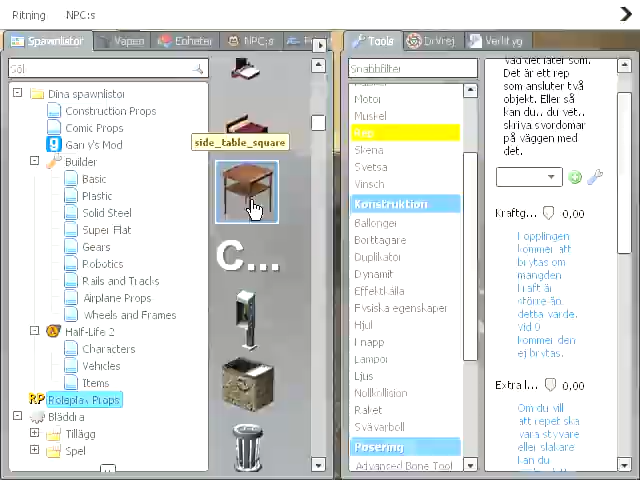 Ritning NPC:s
Spawnlistor Vapen Enheter NPC:s
Sök
Dina spawnlistor
Construction Props
Comic Props
Garry's Mod
Builder
Basic
Plastic
Solid Steel
Super Flat
Gears
Robotics
Rails and Tracks
Airplane Props
Wheels and Frames
Half-Life 2
Characters
Vehicles
Items
Roleplay Props
Bläddra
Tillägg
Spel
side_table_square
C...
Tools Verktyg
Snabbfilter
Motor
Muskel
Rep
Skena
Svetsa
Vinsch
Konstruktion
Ballonger
Borttagare
Duplikator
Dynamit
Effektkälla
Fysiska egenskaper
Hjul
Knapp
Lampor
Ljus
Nollkollision
Raket
Svävarboll
Posering
Advanced Bone Tool
vad det låter som.
Det är ett rep
som ansluter två
objekt. Eller så
kan du.. du vet..
skriva svordomar
på väggen med
det.
Kraftg... 0,00
Kopplingen
kommer att
brytas om
mängden
kraft är
större än
detta värde.
Vid 0
kommer den
ej brytas.
Extra l... 0,00
Om du vill
att repet ska
vara styvare
eller slakare
kan du